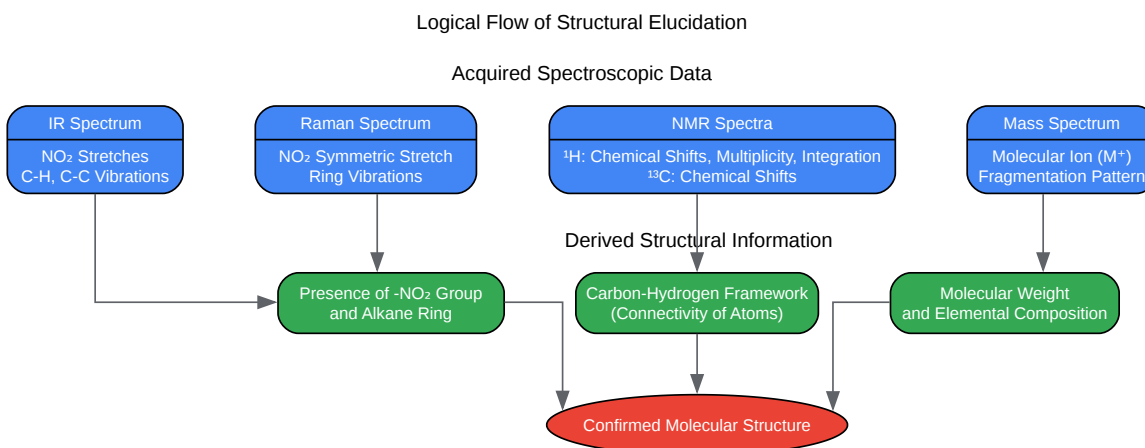 Logical Flow of Structural Elucidation
Acquired Spectroscopic Data
IR Spectrum
NO₂ Stretches
C-H, C-C Vibrations
Raman Spectrum
NO₂ Symmetric Stretch
Ring Vibrations
NMR Spectra
¹H: Chemical Shifts, Multiplicity, Integration
¹³C: Chemical Shifts
Mass Spectrum
Molecular Ion (M⁺)
Fragmentation Pattern
Derived Structural Information
Presence of -NO₂ Group
and Alkane Ring
Carbon-Hydrogen Framework
(Connectivity of Atoms)
Molecular Weight
and Elemental Composition
Confirmed Molecular Structure